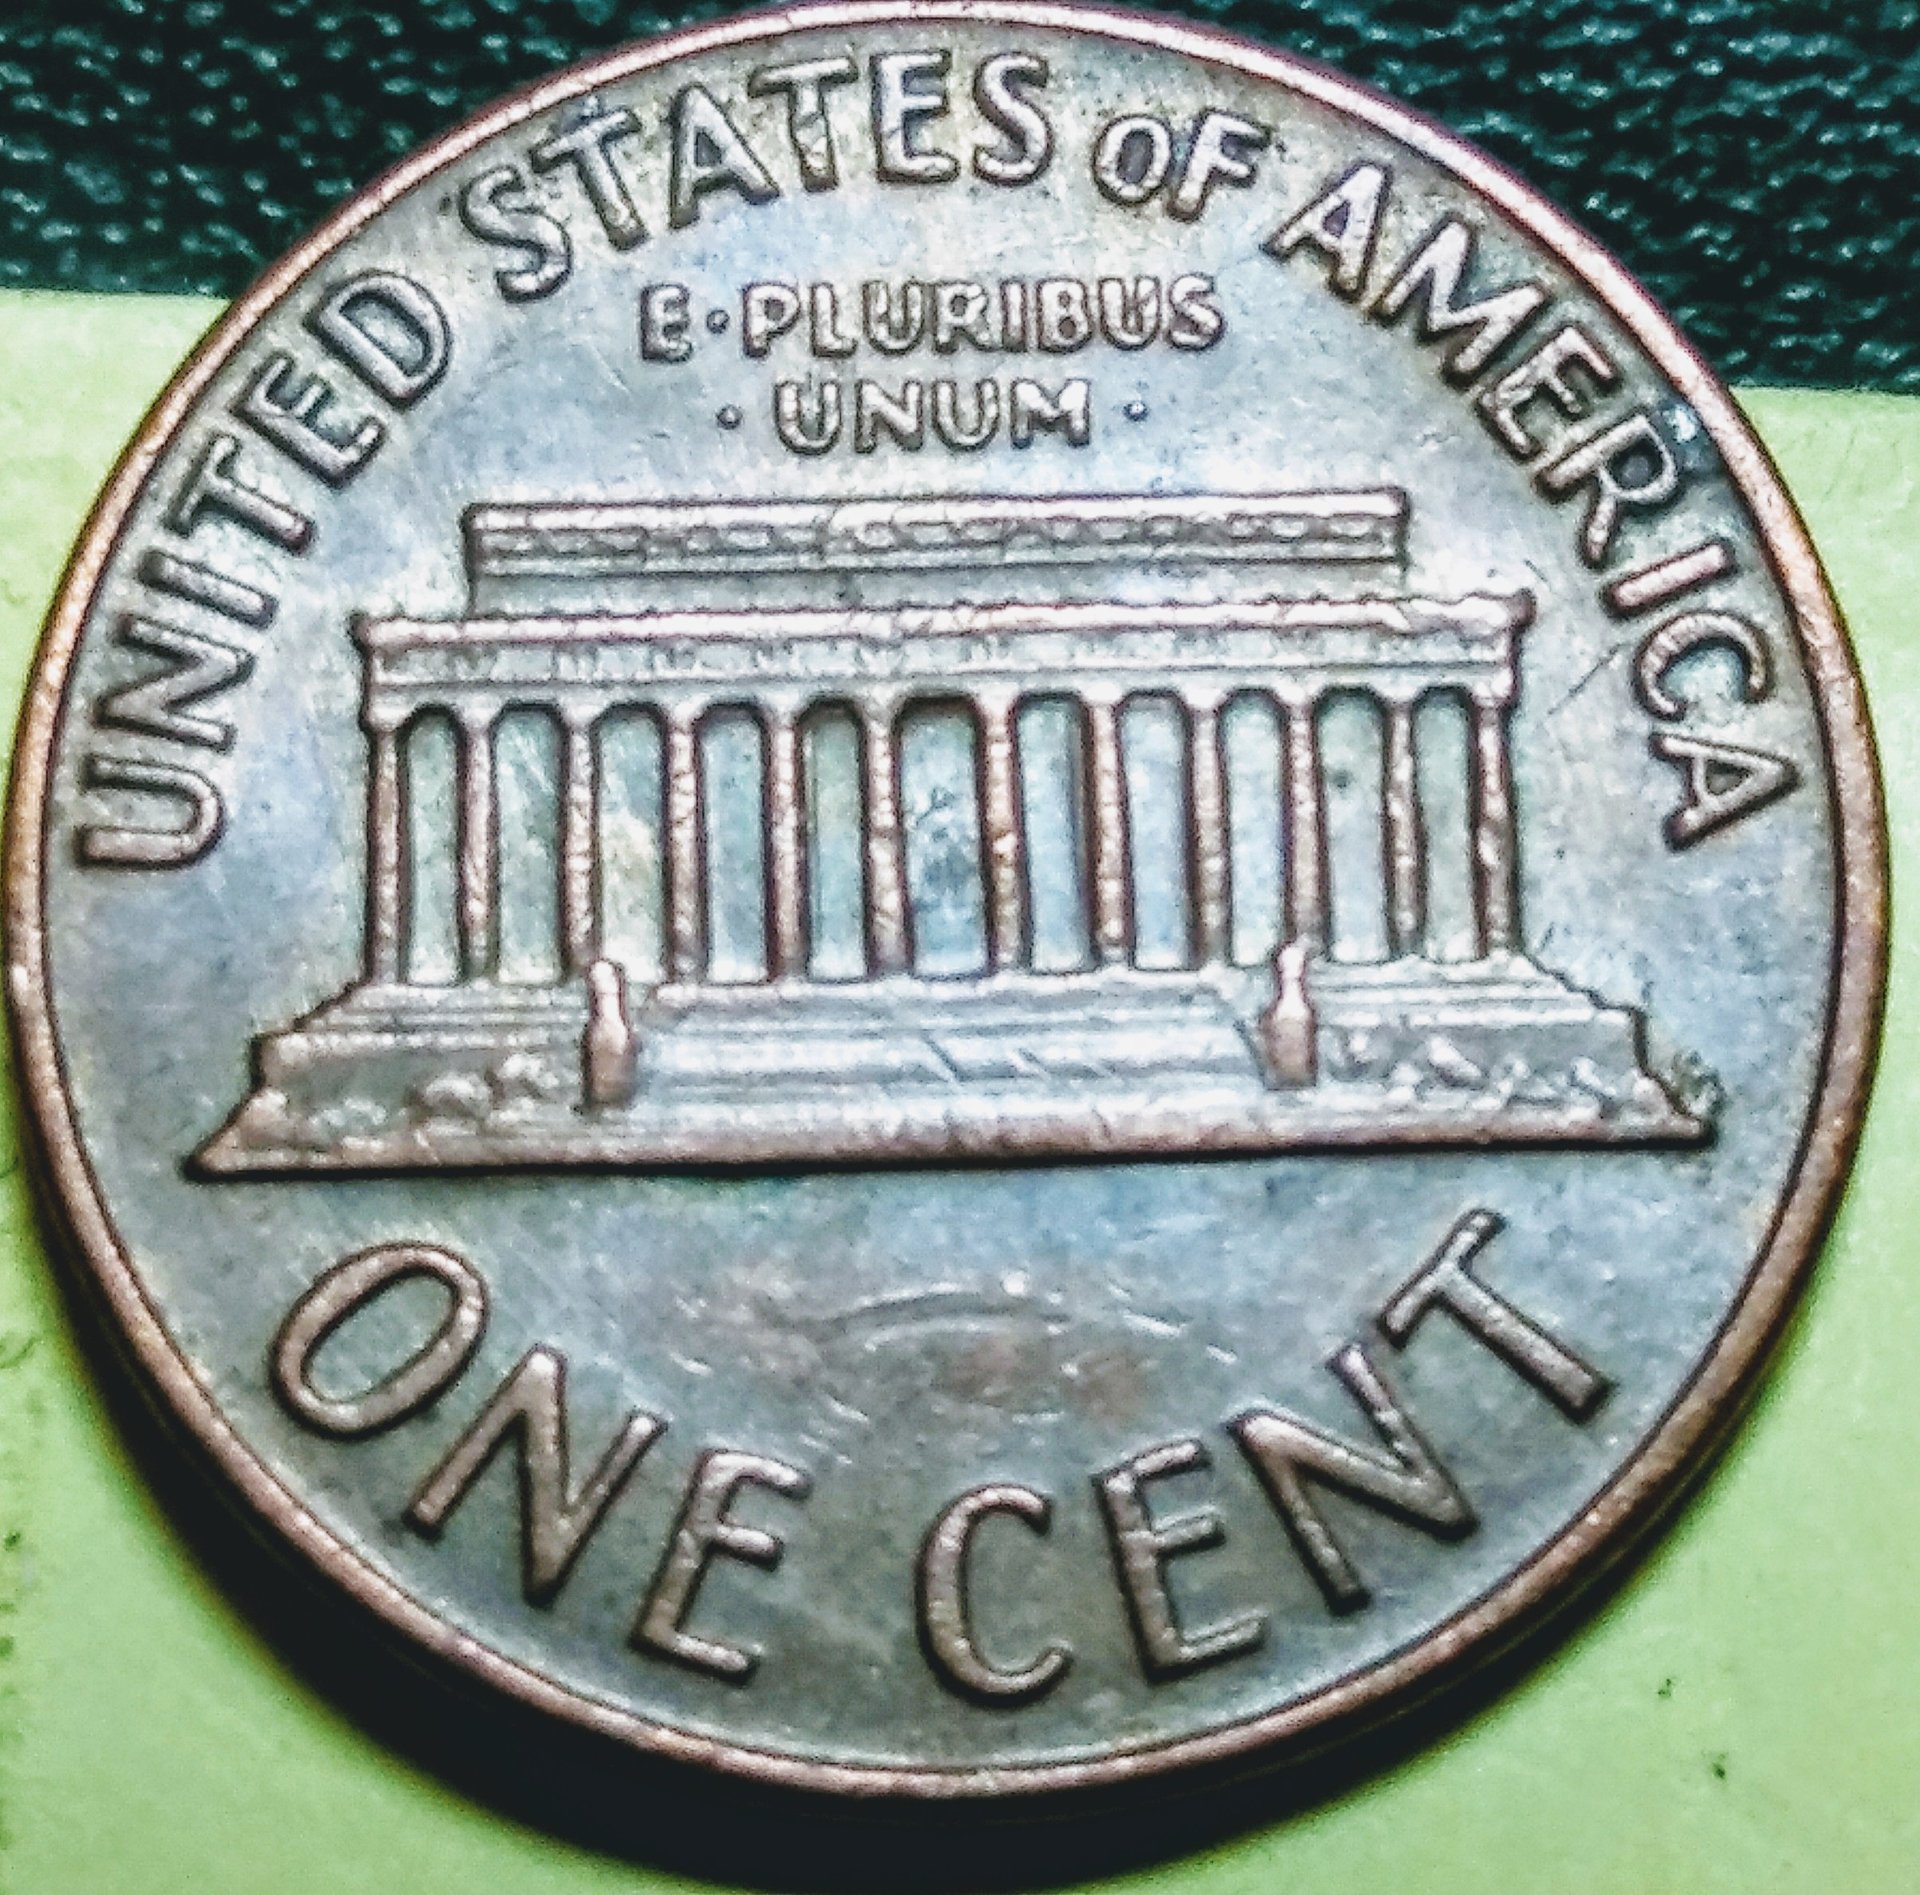 UNITED STATES OF AMERICA
E·PLURIBUS
·UNUM·
ONE CENT